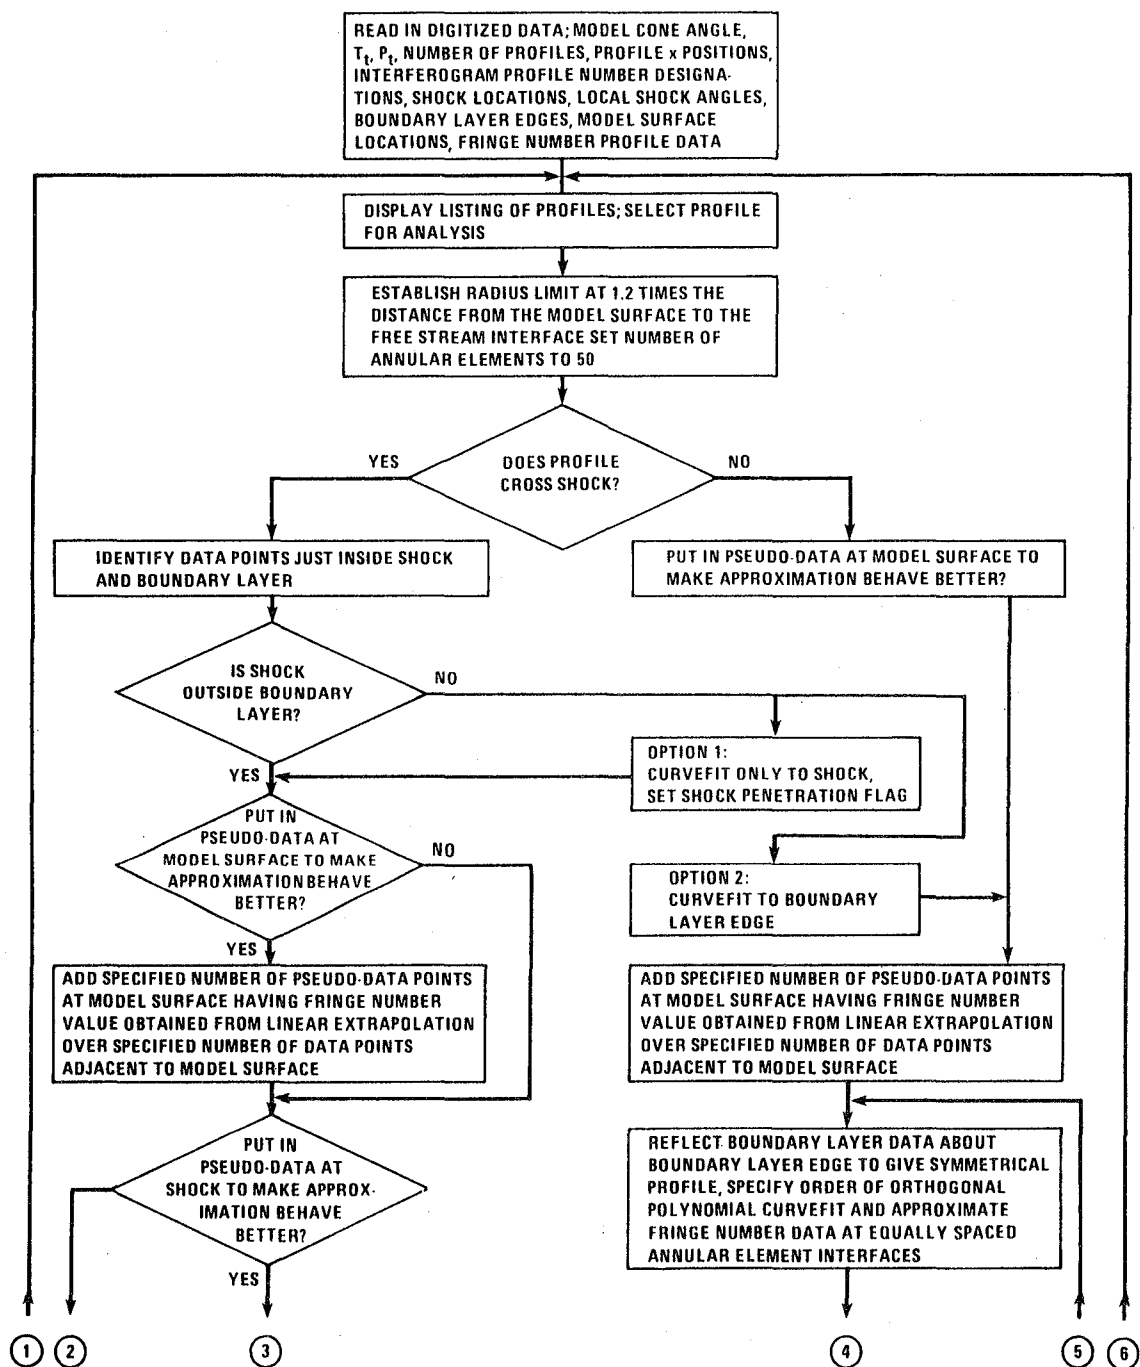 READ IN DIGITIZED DATA; MODEL CONE ANGLE,
Tt, Pt, NUMBER OF PROFILES, PROFILE x POSITIONS,
INTERFEROGRAM PROFILE NUMBER DESIGNA-
TIONS, SHOCK LOCATIONS, LOCAL SHOCK ANGLES,
BOUNDARY LAYER EDGES, MODEL SURFACE
LOCATIONS, FRINGE NUMBER PROFILE DATA
DISPLAY LISTING OF PROFILES; SELECT PROFILE
FOR ANALYSIS
ESTABLISH RADIUS LIMIT AT 1.2 TIMES THE
DISTANCE FROM THE MODEL SURFACE TO THE
FREE STREAM INTERFACE SET NUMBER OF
ANNULAR ELEMENTS TO 50
YES
DOES PROFILE
CROSS SHOCK?
NO
IDENTIFY DATA POINTS JUST INSIDE SHOCK
AND BOUNDARY LAYER
PUT IN PSEUDO-DATA AT MODEL SURFACE TO
MAKE APPROXIMATION BEHAVE BETTER?
IS SHOCK
OUTSIDE BOUNDARY
LAYER?
NO
YES
OPTION 1:
CURVEFIT ONLY TO SHOCK,
SET SHOCK PENETRATION FLAG
PUT IN
PSEUDO-DATA AT
MODEL SURFACE TO MAKE
APPROXIMATION BEHAVE
BETTER?
NO
YES
OPTION 2:
CURVEFIT TO BOUNDARY
LAYER EDGE
ADD SPECIFIED NUMBER OF PSEUDO-DATA POINTS
AT MODEL SURFACE HAVING FRINGE NUMBER
VALUE OBTAINED FROM LINEAR EXTRAPOLATION
OVER SPECIFIED NUMBER OF DATA POINTS
ADJACENT TO MODEL SURFACE
ADD SPECIFIED NUMBER OF PSEUDO-DATA POINTS
AT MODEL SURFACE HAVING FRINGE NUMBER
VALUE OBTAINED FROM LINEAR EXTRAPOLATION
OVER SPECIFIED NUMBER OF DATA POINTS
ADJACENT TO MODEL SURFACE
PUT IN
PSEUDO-DATA AT
SHOCK TO MAKE APPROX-
IMATION BEHAVE
BETTER?
YES
REFLECT BOUNDARY LAYER DATA ABOUT
BOUNDARY LAYER EDGE TO GIVE SYMMETRICAL
PROFILE, SPECIFY ORDER OF ORTHOGONAL
POLYNOMIAL CURVEFIT AND APPROXIMATE
FRINGE NUMBER DATA AT EQUALLY SPACED
ANNULAR ELEMENT INTERFACES
1
2
3
4
5
6